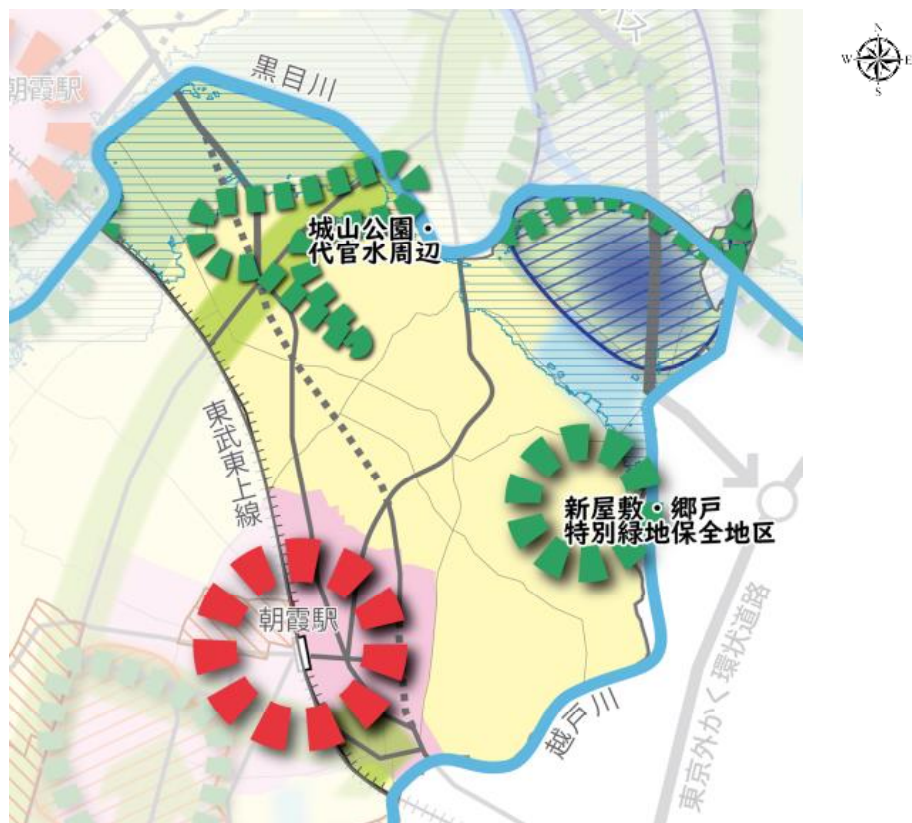 N
W
E
S
黒目川
バス
朝霞駅
城山公園・
代官水周辺
東武東上線
新屋敷・郷戸
特別緑地保全地区
朝霞駅
越戸川
東京外かく環状道路